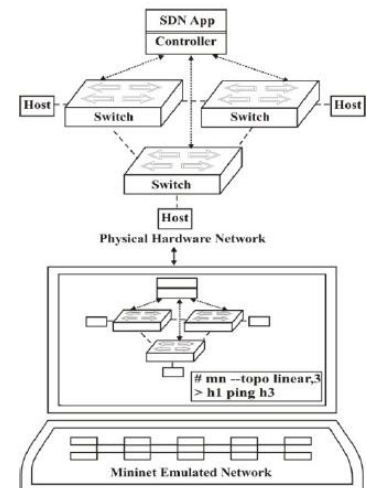 SDN App
Controller
Host
Host
Switch
Switch
Switch
Host
Physical Hardware Network
# mn --topo linear,3
> h1 ping h3
Mininet Emulated Network